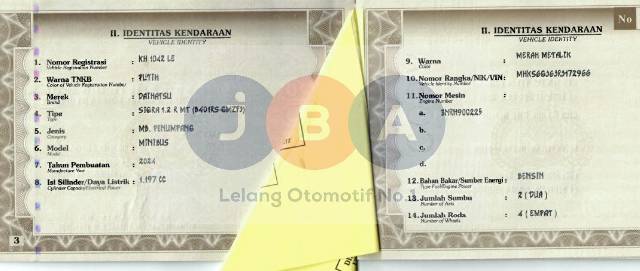 II. IDENTITAS KENDARAAN
VEHICLE IDENTITY
1. Nomor Registrasi : KH 1042 LE
Vehicle Registration Number
2. Warna TNKB : PUTIH
Color of Vehicle Registration Number
3. Merek : DAIHATSU
Brand
4. Tipe : SIGRA 1.2 R MT (B401RS-GMZFJ)
Type
5. Jenis : MB. PENUMPANG
Category
6. Model : MINIBUS
Model
7. Tahun Pembuatan : 2024
Manufacture Year
8. Isi Silinder/Daya Listrik : 1.197 CC
Cylinder Capacity/Electrical Power
3
JBA
Lelang Otomotif No.
No
II. IDENTITAS KENDARAAN
VEHICLE IDENTITY
9. Warna : MERAH METALIK
Color
10. Nomor Rangka/NIK/VIN:
Vehicle Identity Number
11. Nomor Mesin :
Engine Number
a.
b.
c.
d.
12. Bahan Bakar/Sumber Energi : BENSIN
Type Fuel/Engine Power
13. Jumlah Sumbu : 2 ( DUA )
Number of Axis
14. Jumlah Roda : 4 ( EMPAT )
Number of Wheels